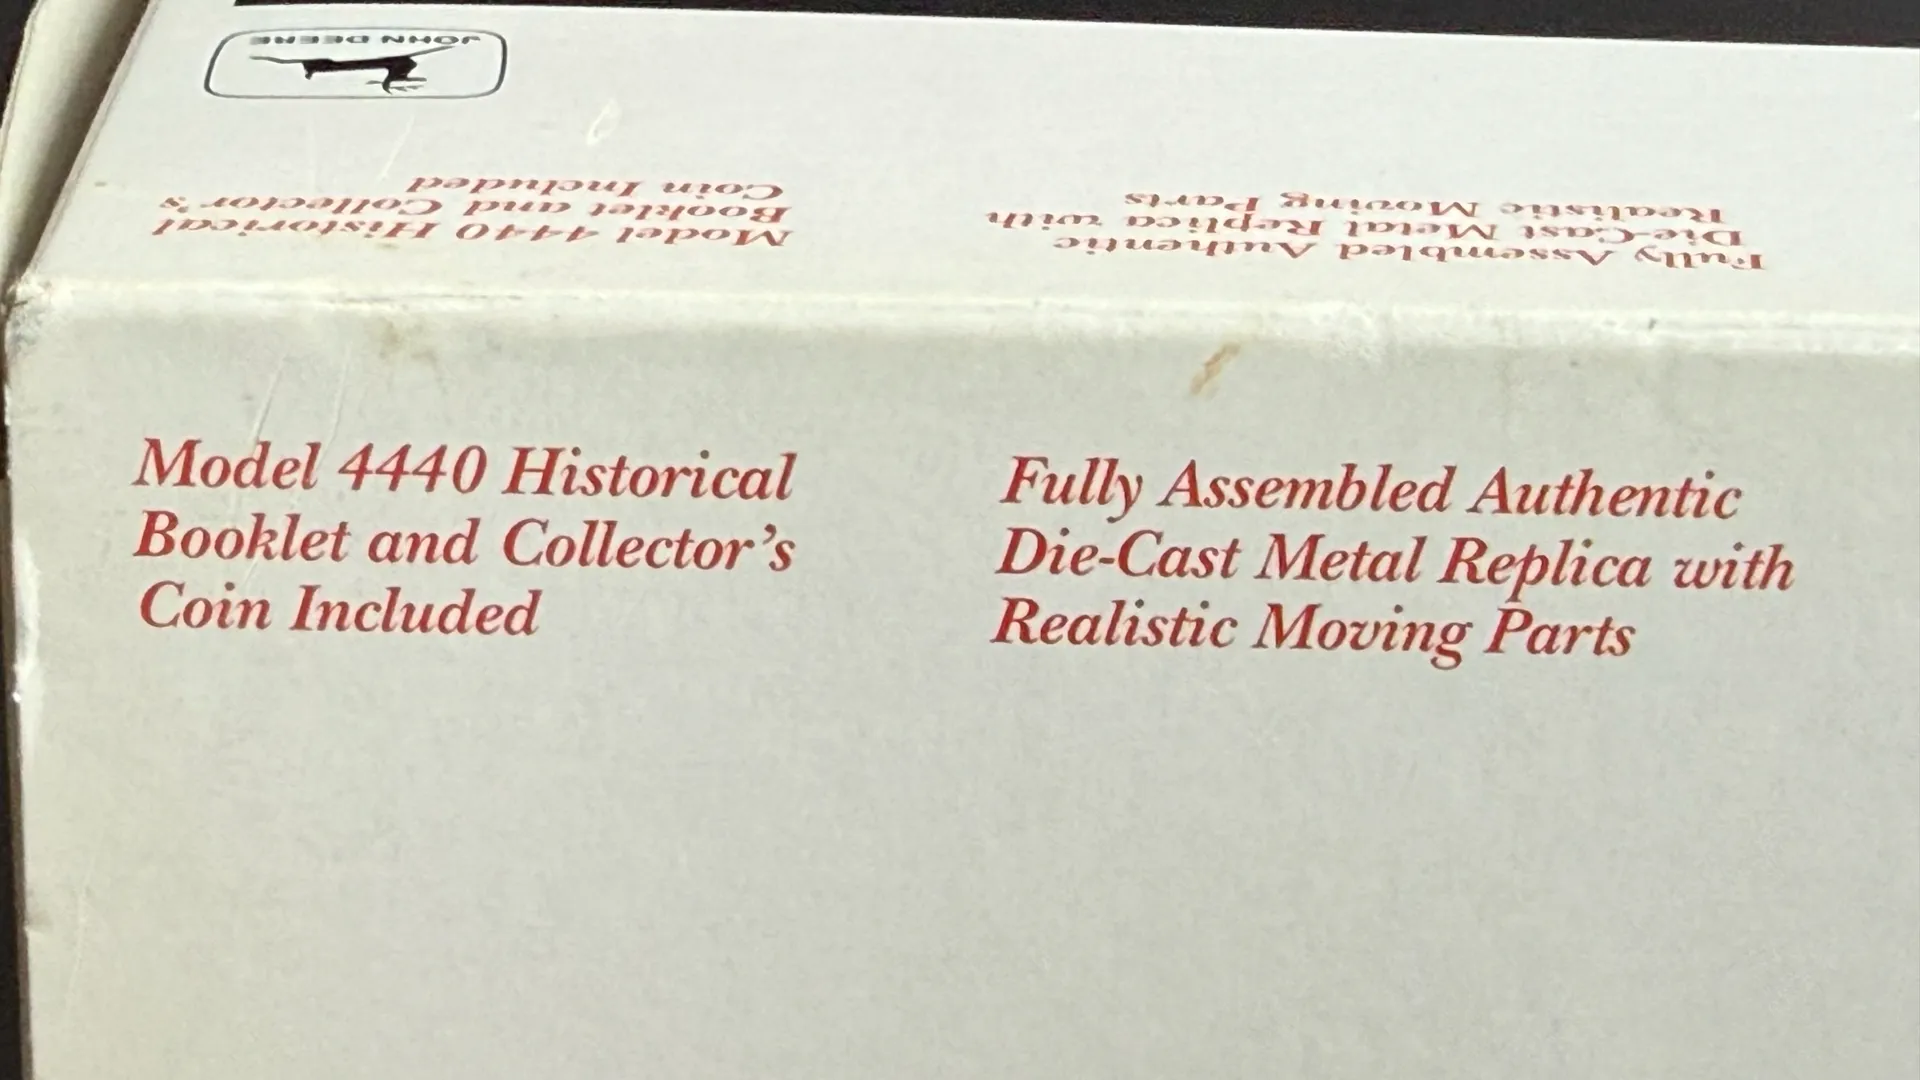 JOHN DEERE
Model 4440 Historical
Booklet and Collector's
Coin Included
Fully Assembled Authentic
Die-Cast Metal Replica with
Realistic Moving Parts
Model 4440 Historical
Booklet and Collector’s
Coin Included
Fully Assembled Authentic
Die-Cast Metal Replica with
Realistic Moving Parts